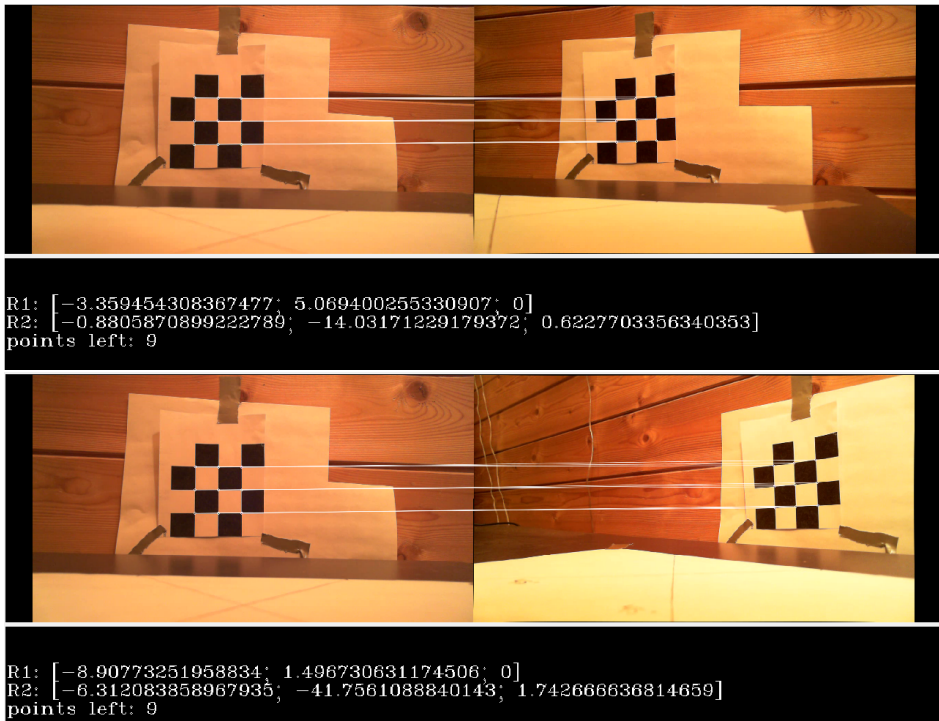 R1: [−3.359454308367477; 5.069400255330907; 0]
R2: [−0.8805870899222789; −14.03171229179372; 0.6227703356340353]
points left: 9
R1: [−8.90773251958834; 1.496730631174506; 0]
R2: [−6.312083858967935; −41.7561088840143; 1.742666636814659]
points left: 9